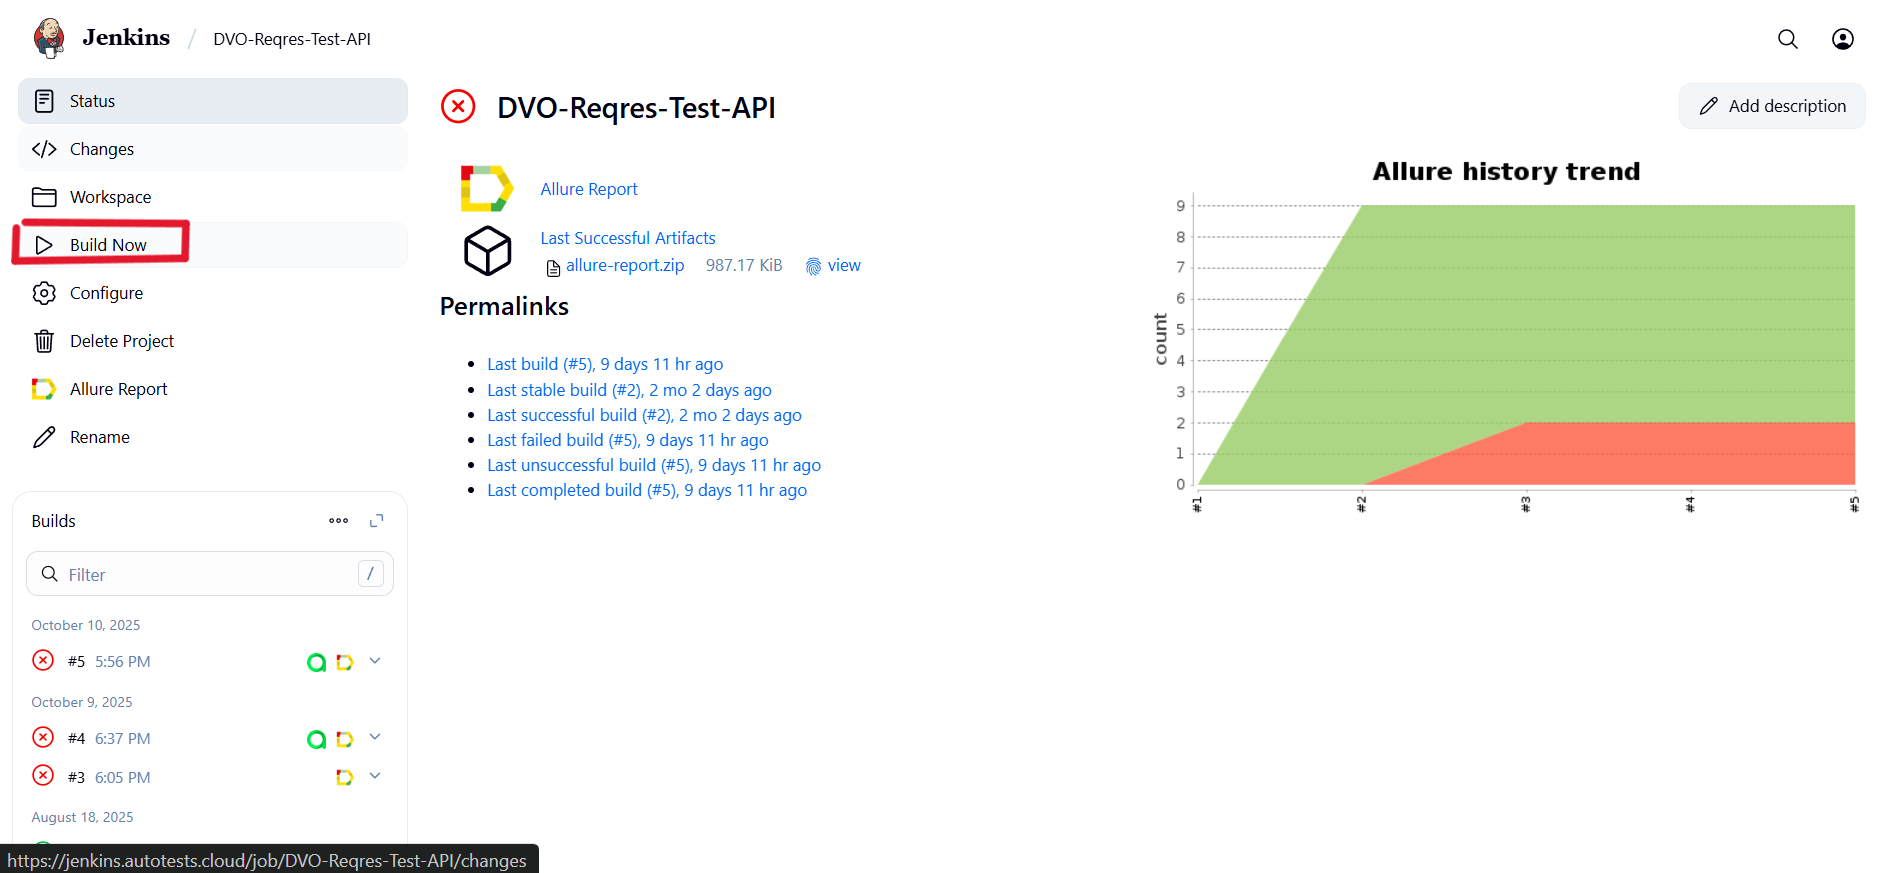 Jenkins / DVO-Reqres-Test-API
Status
Changes
Workspace
Build Now
Configure
Delete Project
Allure Report
Rename
Builds
Filter /
October 10, 2025
#5 5:56 PM
October 9, 2025
#4 6:37 PM
#3 6:05 PM
August 18, 2025
https://jenkins.autotests.cloud/job/DVO-Reqres-Test-API/changes
DVO-Reqres-Test-API
Add description
Allure Report
Last Successful Artifacts
allure-report.zip 987.17 KiB view
Permalinks
Last build (#5), 9 days 11 hr ago
Last stable build (#2), 2 mo 2 days ago
Last successful build (#2), 2 mo 2 days ago
Last failed build (#5), 9 days 11 hr ago
Last unsuccessful build (#5), 9 days 11 hr ago
Last completed build (#5), 9 days 11 hr ago
Allure history trend
count
9
8
7
6
5
4
3
2
1
0
#1 #2 #3 #4 #5